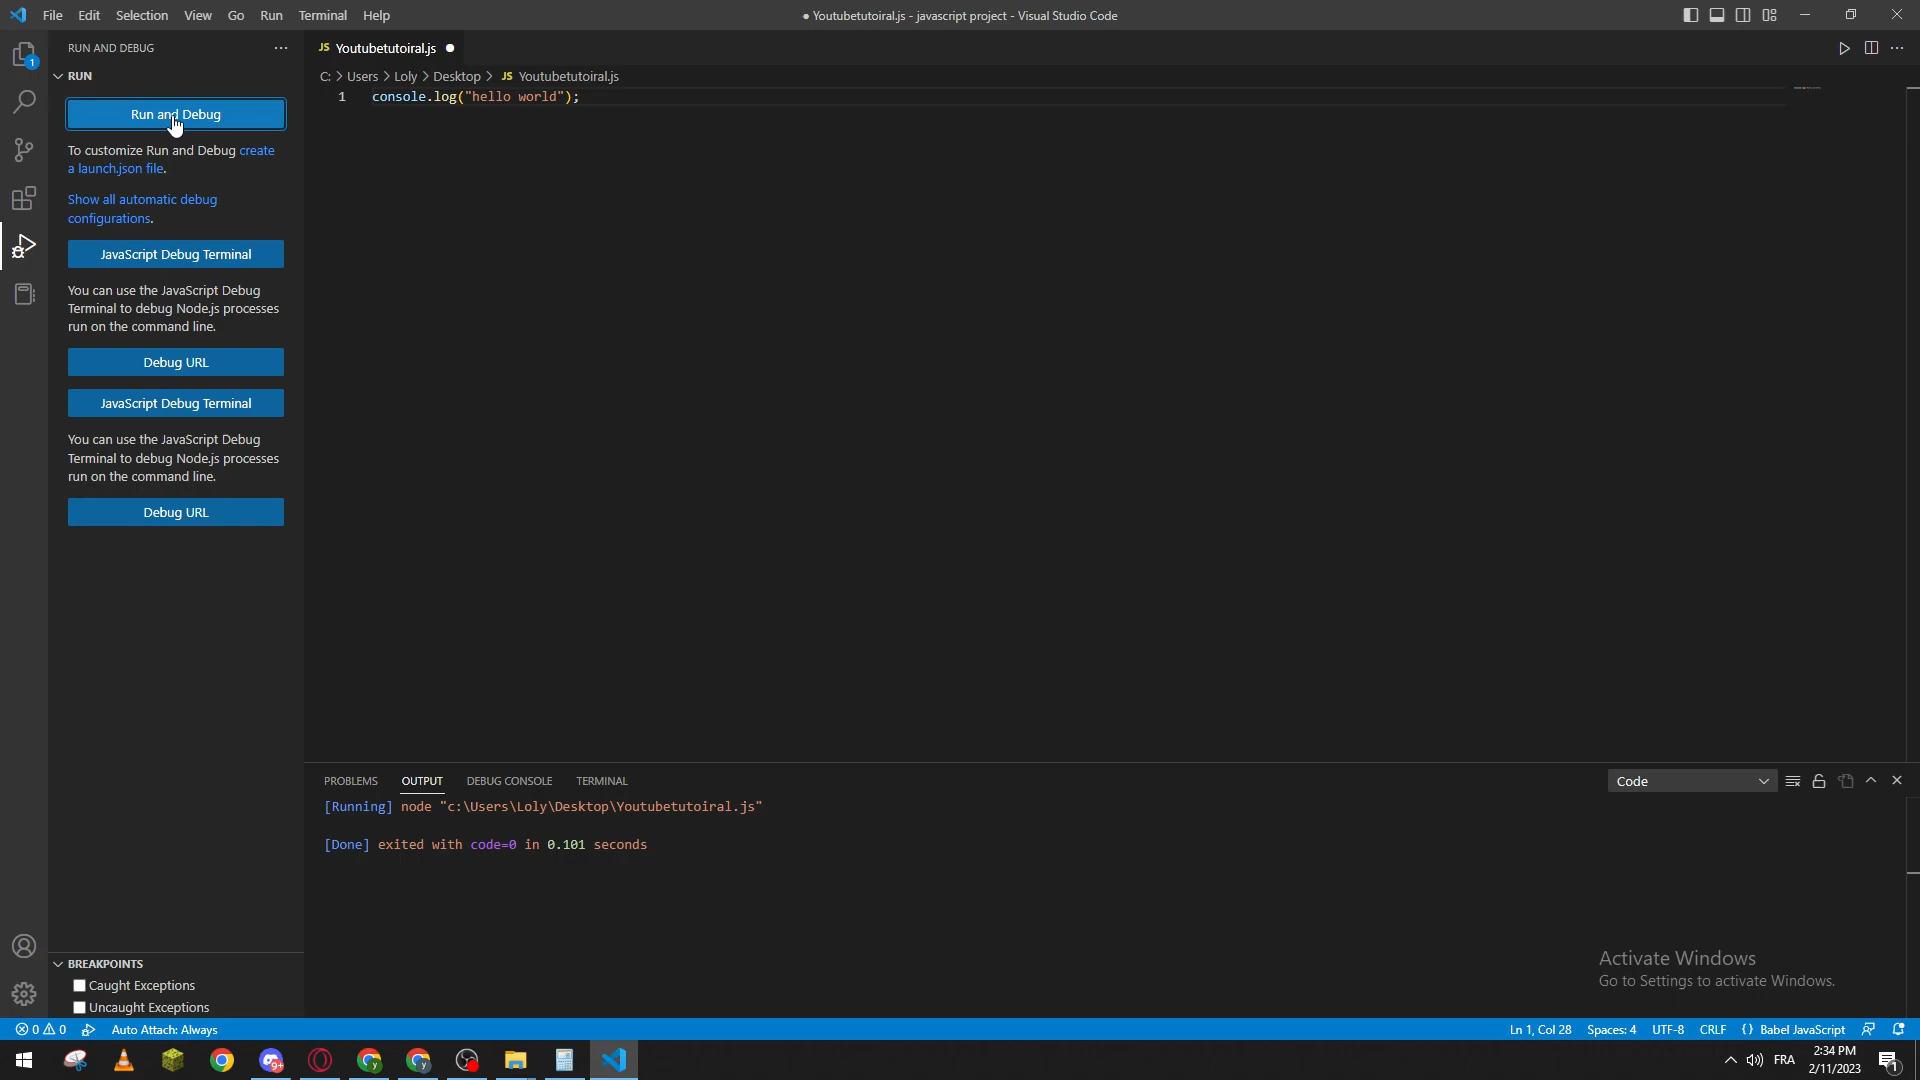 File Edit Selection View Go Run Terminal Help
● Youtubetutoiral.js - javascript project - Visual Studio Code
RUN AND DEBUG
RUN
Run and Debug
To customize Run and Debug create
a launch.json file.
Show all automatic debug
configurations.
JavaScript Debug Terminal
You can use the JavaScript Debug
Terminal to debug Node.js processes
run on the command line.
Debug URL
JavaScript Debug Terminal
You can use the JavaScript Debug
Terminal to debug Node.js processes
run on the command line.
Debug URL
BREAKPOINTS
Caught Exceptions
Uncaught Exceptions
1
JS Youtubetutoiral.js ●
C: > Users > Loly > Desktop > JS Youtubetutoiral.js
1 console.log("hello world");
PROBLEMS OUTPUT DEBUG CONSOLE TERMINAL
Code
[Running] node "c:\Users\Loly\Desktop\Youtubetutoiral.js"
[Done] exited with code=0 in 0.101 seconds
Activate Windows
Go to Settings to activate Windows.
0 0 Auto Attach: Always
Ln 1, Col 28 Spaces: 4 UTF-8 CRLF {} Babel JavaScript
9+ y y
FRA
2:34 PM
2/11/2023
1